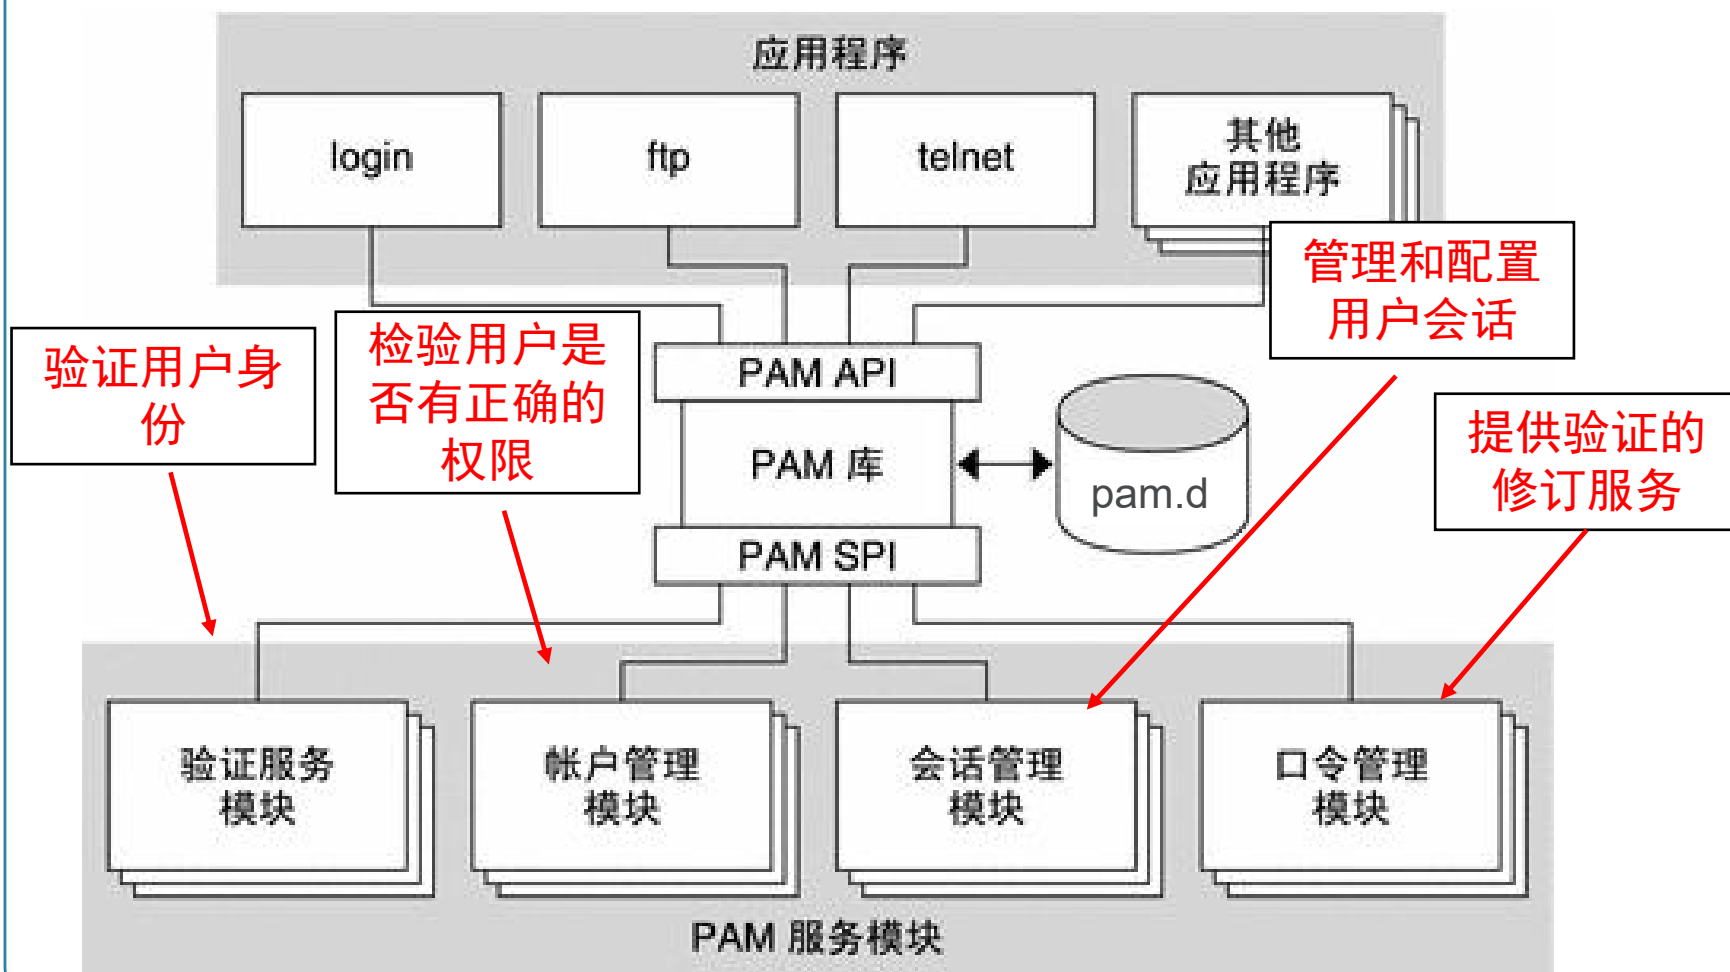 应用程序
login
ftp
telnet
其他
应用程序
管理和配置
用户会话
验证用户身
份
检验用户是
否有正确的
权限
PAM API
提供验证的
修订服务
PAM 库
pam.d
PAM SPI
验证服务
模块
帐户管理
模块
会话管理
模块
口令管理
模块
PAM 服务模块